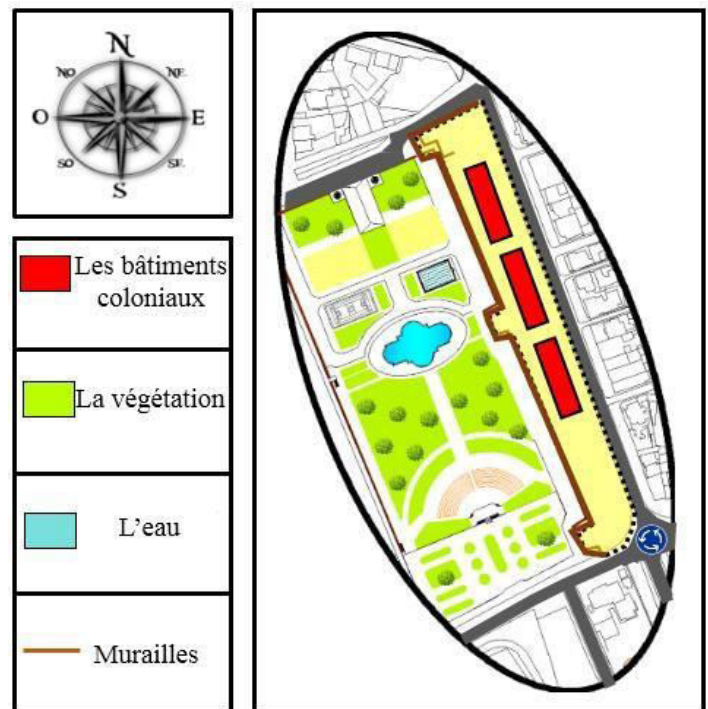 N
NO
NE
O
E
SO
SE
S
Les bâtiments
coloniaux
La végétation
L'eau
Murailles